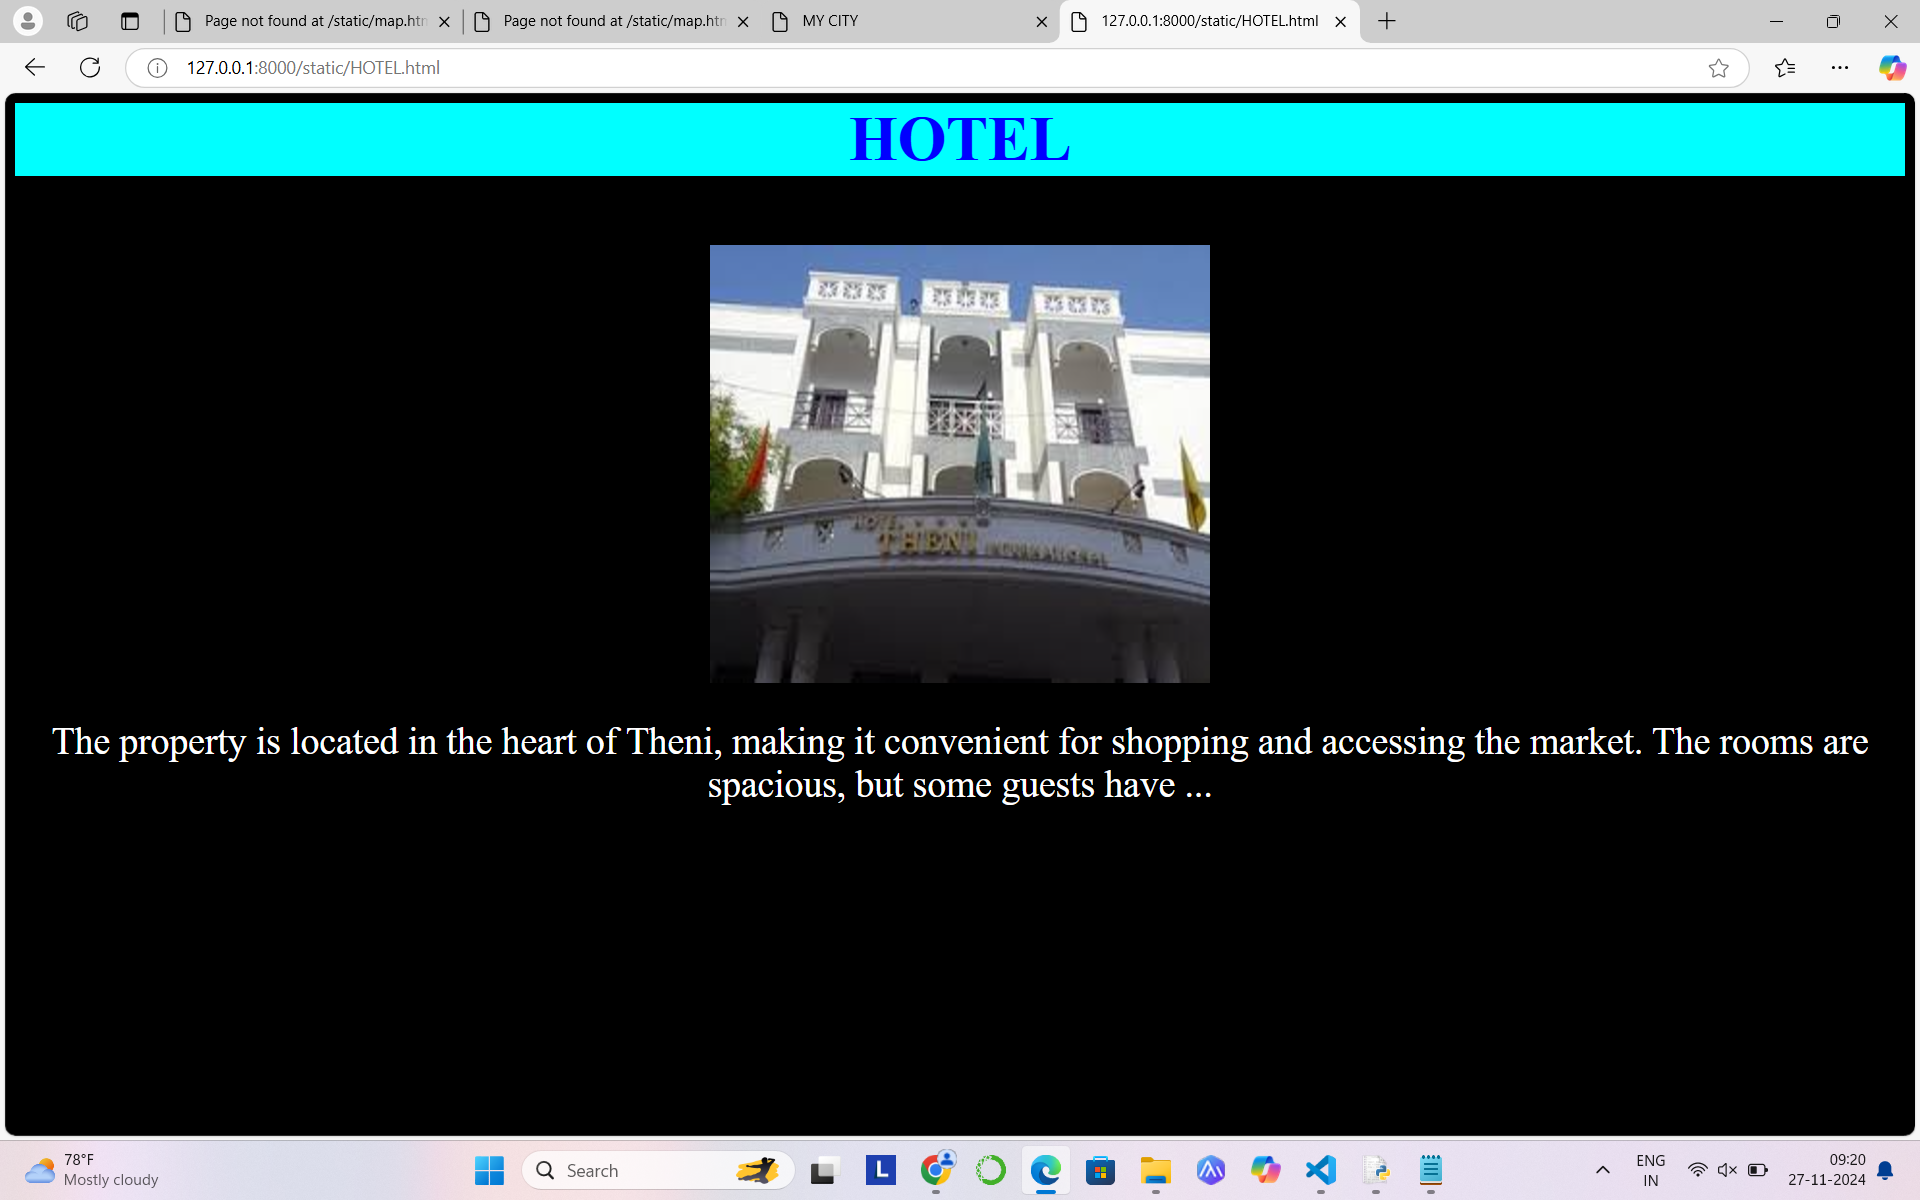 Page not found at /static/map.htm
Page not found at /static/map.htm
MY CITY
127.0.0.1:8000/static/HOTEL.html
127.0.0.1:8000/static/HOTEL.html
HOTEL
HOTEL
THENI INTERNATIONAL
The property is located in the heart of Theni, making it convenient for shopping and accessing the market. The rooms are
spacious, but some guests have ...
78°F
Mostly cloudy
Search
L
ENG
IN
09:20
27-11-2024